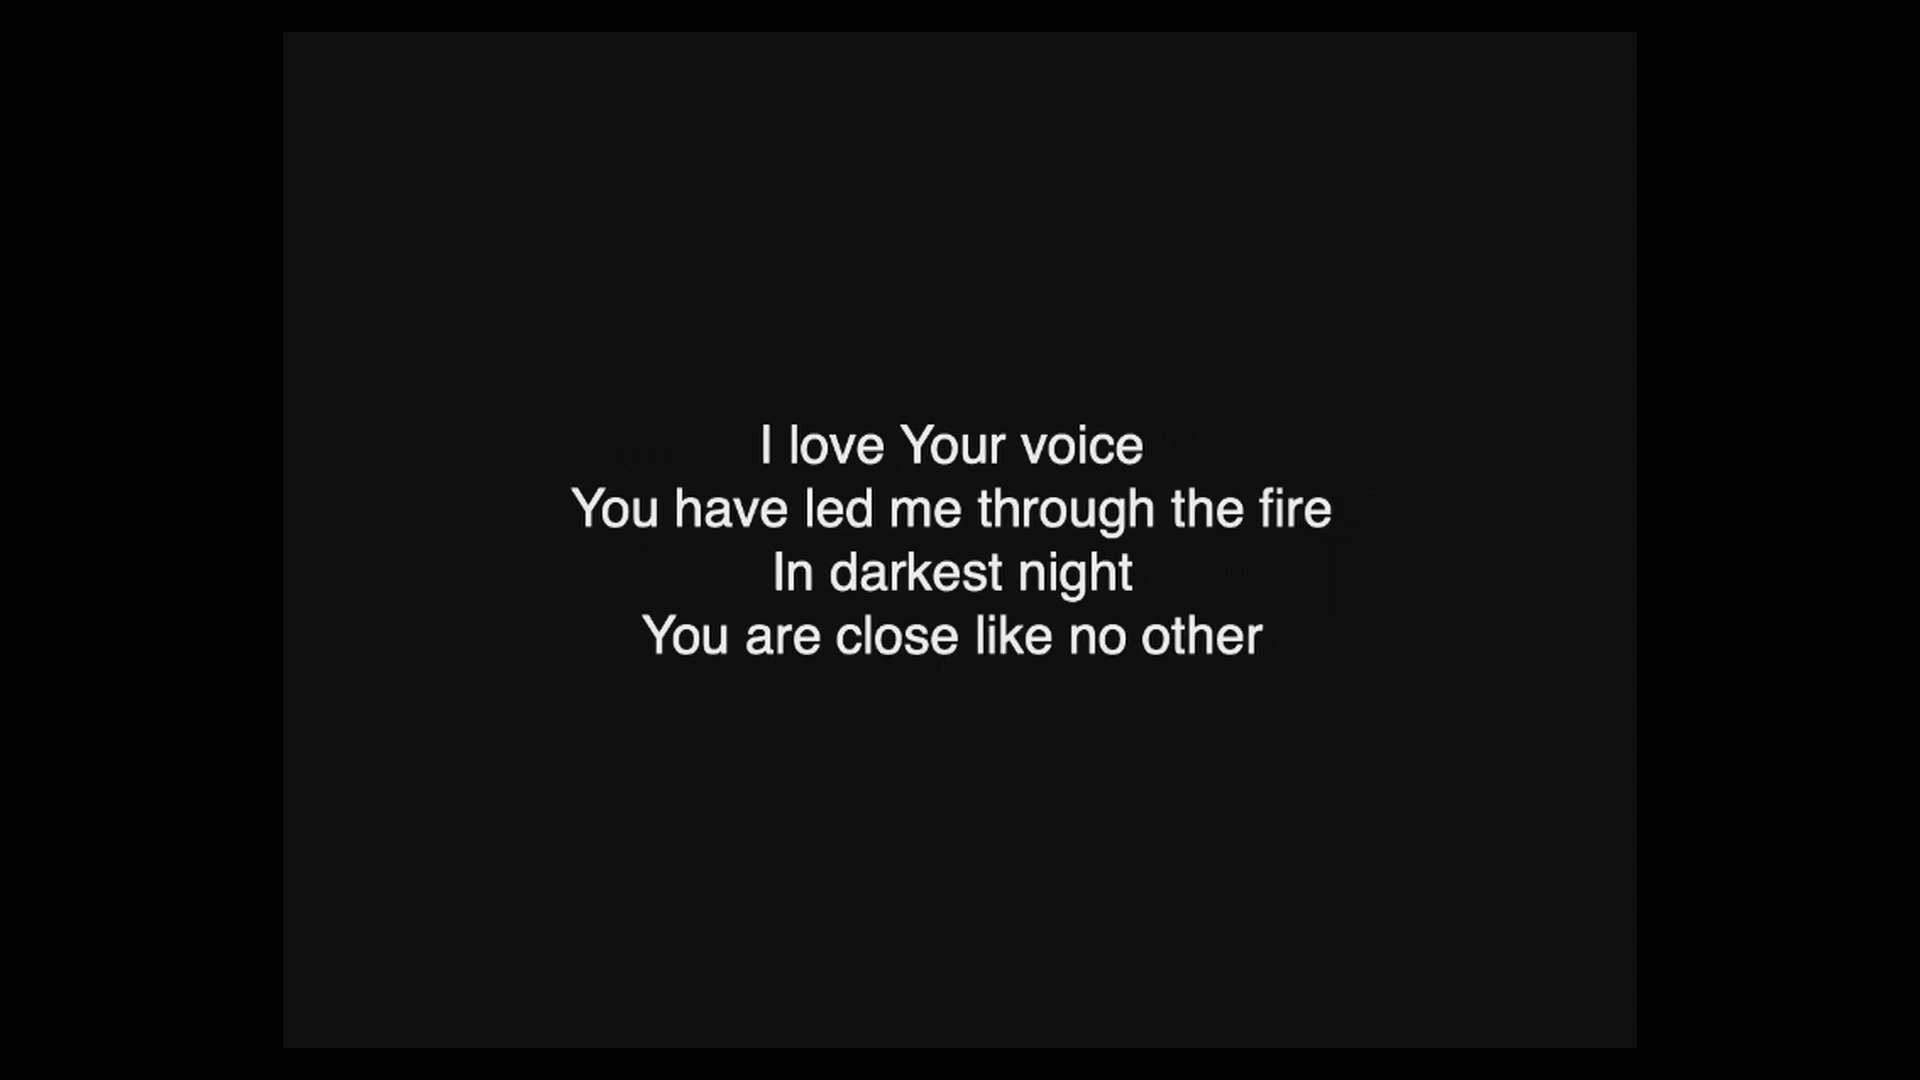 I love Your voice
You have led me through the fire
In darkest night
You are close like no other